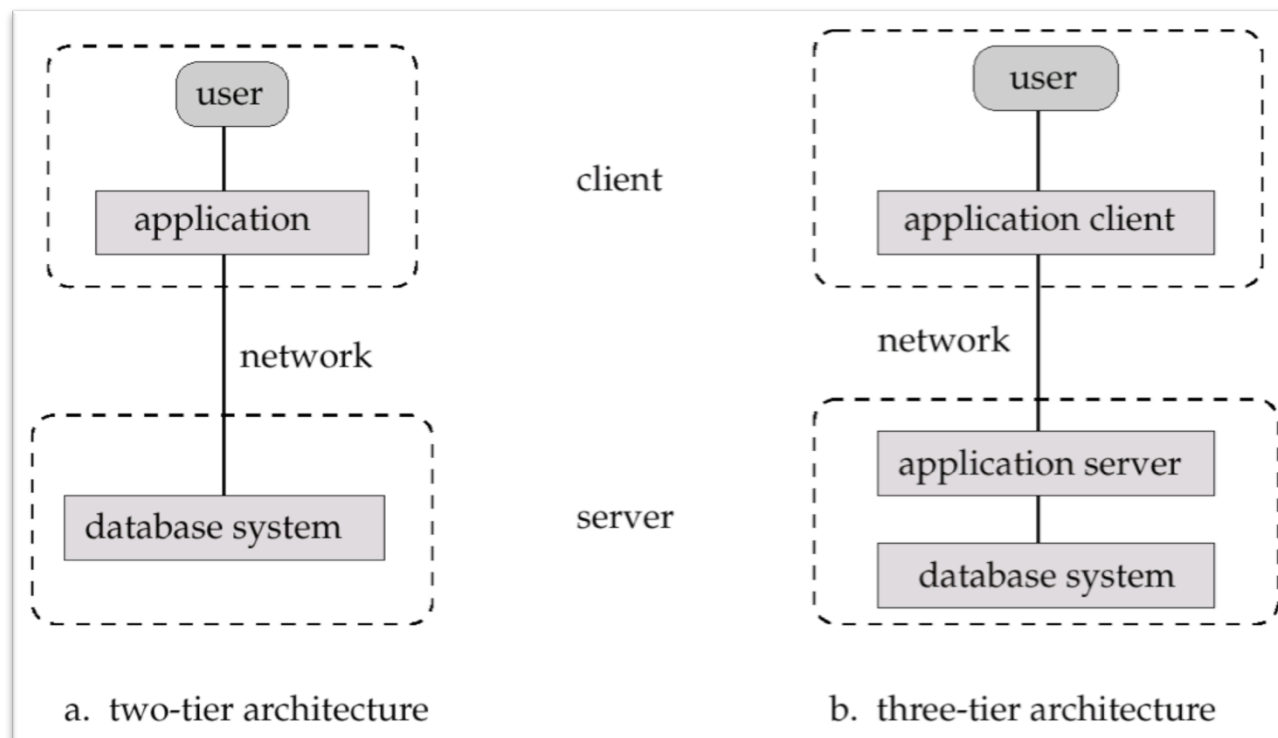 user
application
network
database system
a. two-tier architecture
client
server
user
application client
network
application server
database system
b. three-tier architecture